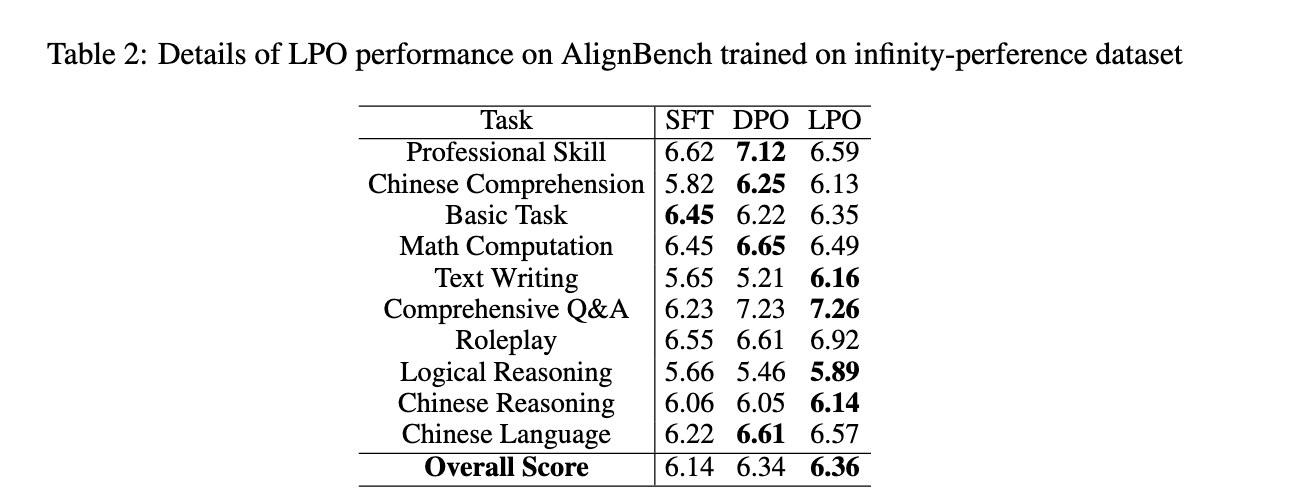 Table 2: Details of LPO performance on AlignBench trained on infinity-perference dataset
Task SFT DPO LPO
Professional Skill 6.62 7.12 6.59
Chinese Comprehension 5.82 6.25 6.13
Basic Task 6.45 6.22 6.35
Math Computation 6.45 6.65 6.49
Text Writing 5.65 5.21 6.16
Comprehensive Q&A 6.23 7.23 7.26
Roleplay 6.55 6.61 6.92
Logical Reasoning 5.66 5.46 5.89
Chinese Reasoning 6.06 6.05 6.14
Chinese Language 6.22 6.61 6.57
Overall Score 6.14 6.34 6.36